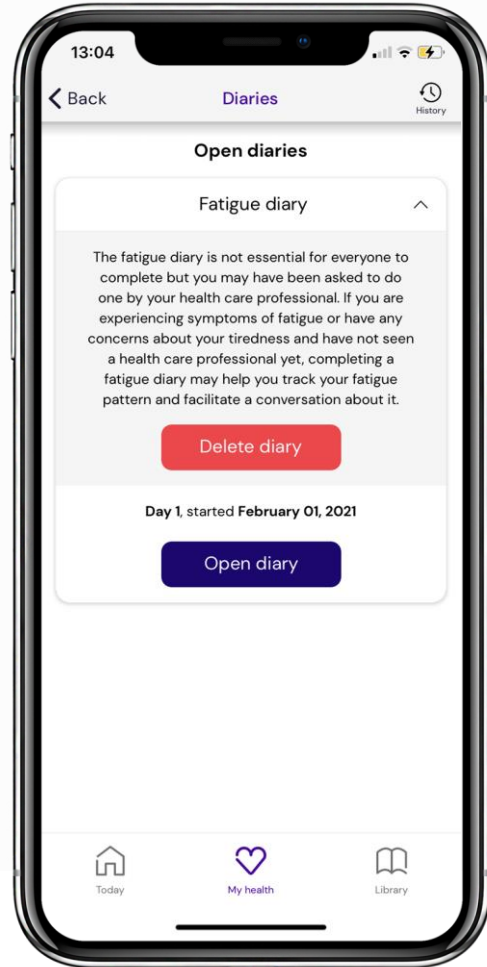 13:04
Back
Diaries
History
Open diaries
Fatigue diary
The fatigue diary is not essential for everyone to
complete but you may have been asked to do
one by your health care professional. If you are
experiencing symptoms of fatigue or have any
concerns about your tiredness and have not seen
a health care professional yet, completing a
fatigue diary may help you track your fatigue
pattern and facilitate a conversation about it.
Delete diary
Day 1, started February 01, 2021
Open diary
Today
My health
Library